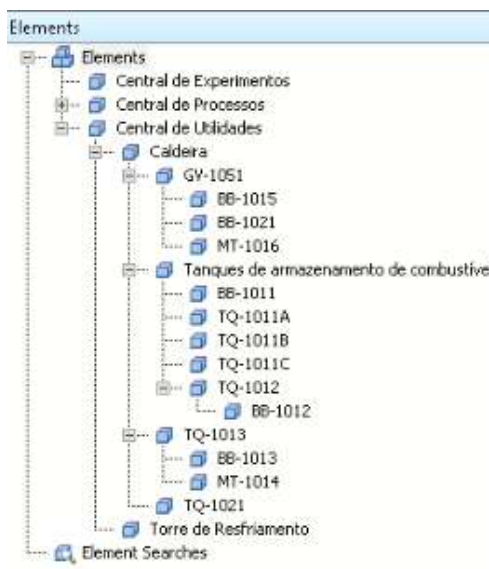 Elements
Elements
Central de Experimentos
Central de Processos
Central de Utilidades
Caldeira
GV-1051
BB-1015
BB-1021
MT-1016
Tanques de armazenamento de combustíve
BB-1011
TQ-1011A
TQ-1011B
TQ-1011C
TQ-1012
BB-1012
TQ-1013
BB-1013
MT-1014
TQ-1021
Torre de Resfriamento
Element Searches